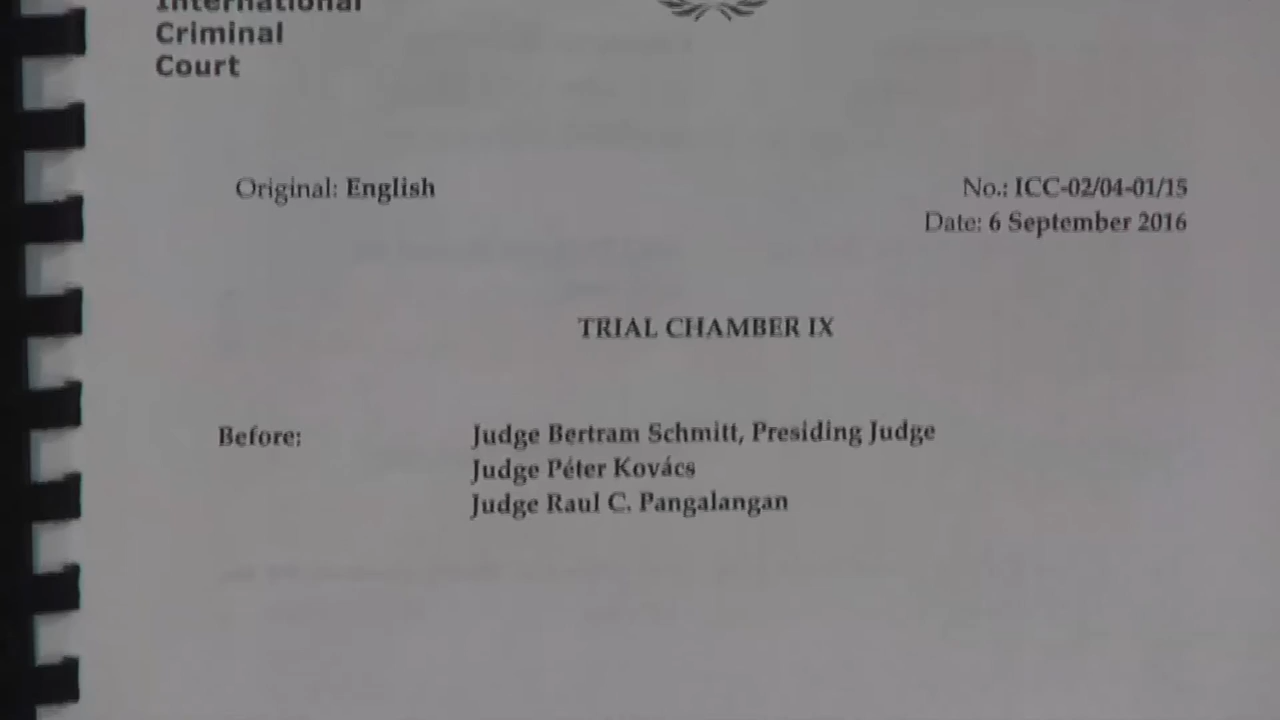 International
Criminal
Court
Original: English
No.: ICC-02/04-01/15
Date: 6 September 2016
TRIAL CHAMBER IX
Before:
Judge Bertram Schmitt, Presiding Judge
Judge Péter Kovács
Judge Raul C. Pangalangan